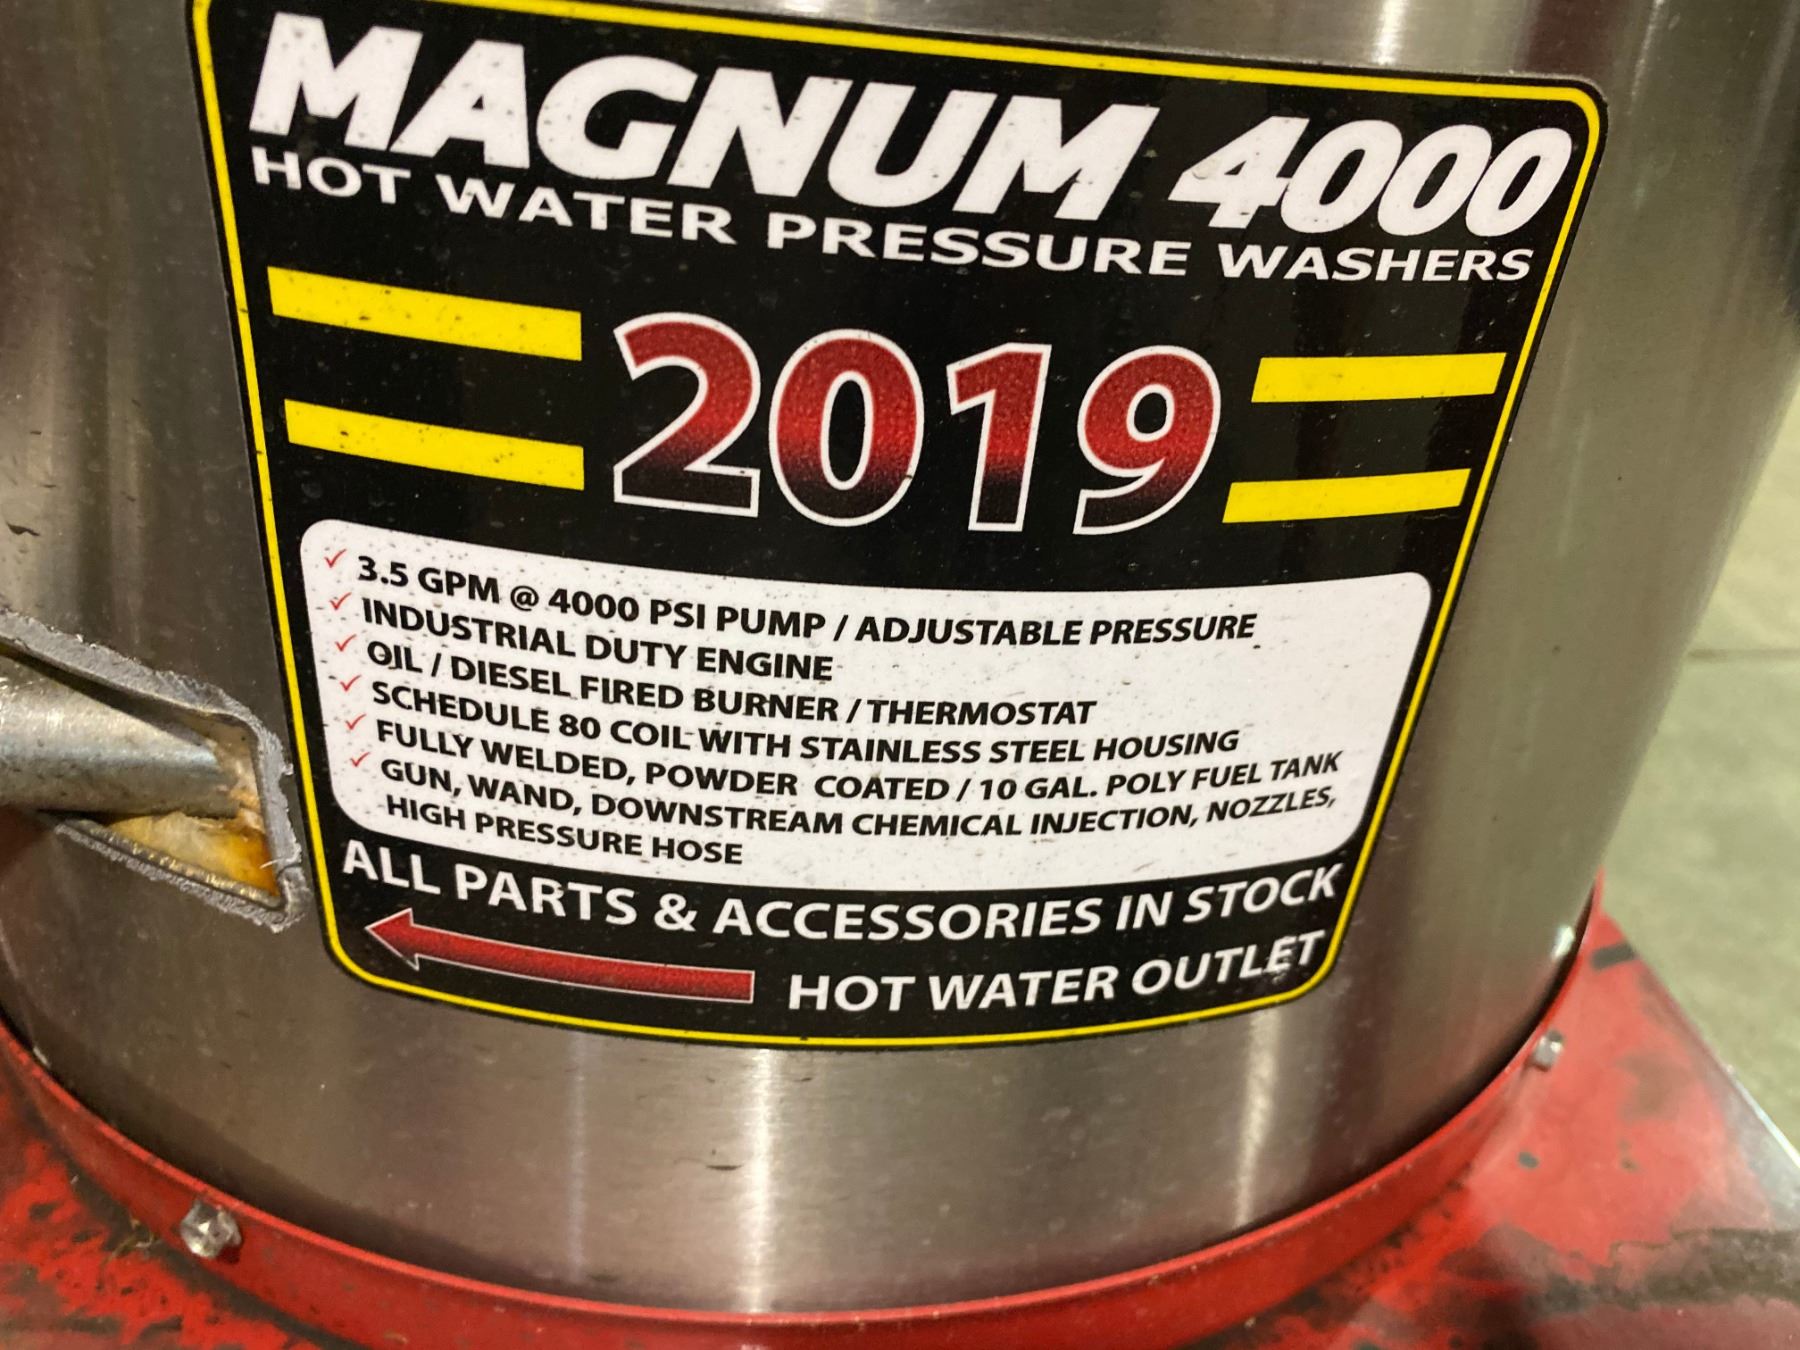 MAGNUM 4000
HOT WATER PRESSURE WASHERS
2019
✓ 3.5 GPM @ 4000 PSI PUMP / ADJUSTABLE PRESSURE
✓ INDUSTRIAL DUTY ENGINE
✓ OIL / DIESEL FIRED BURNER / THERMOSTAT
✓ SCHEDULE 80 COIL WITH STAINLESS STEEL HOUSING
✓ FULLY WELDED, POWDER COATED / 10 GAL. POLY FUEL TANK
✓ GUN, WAND, DOWNSTREAM CHEMICAL INJECTION, NOZZLES,
HIGH PRESSURE HOSE
ALL PARTS & ACCESSORIES IN STOCK
HOT WATER OUTLET